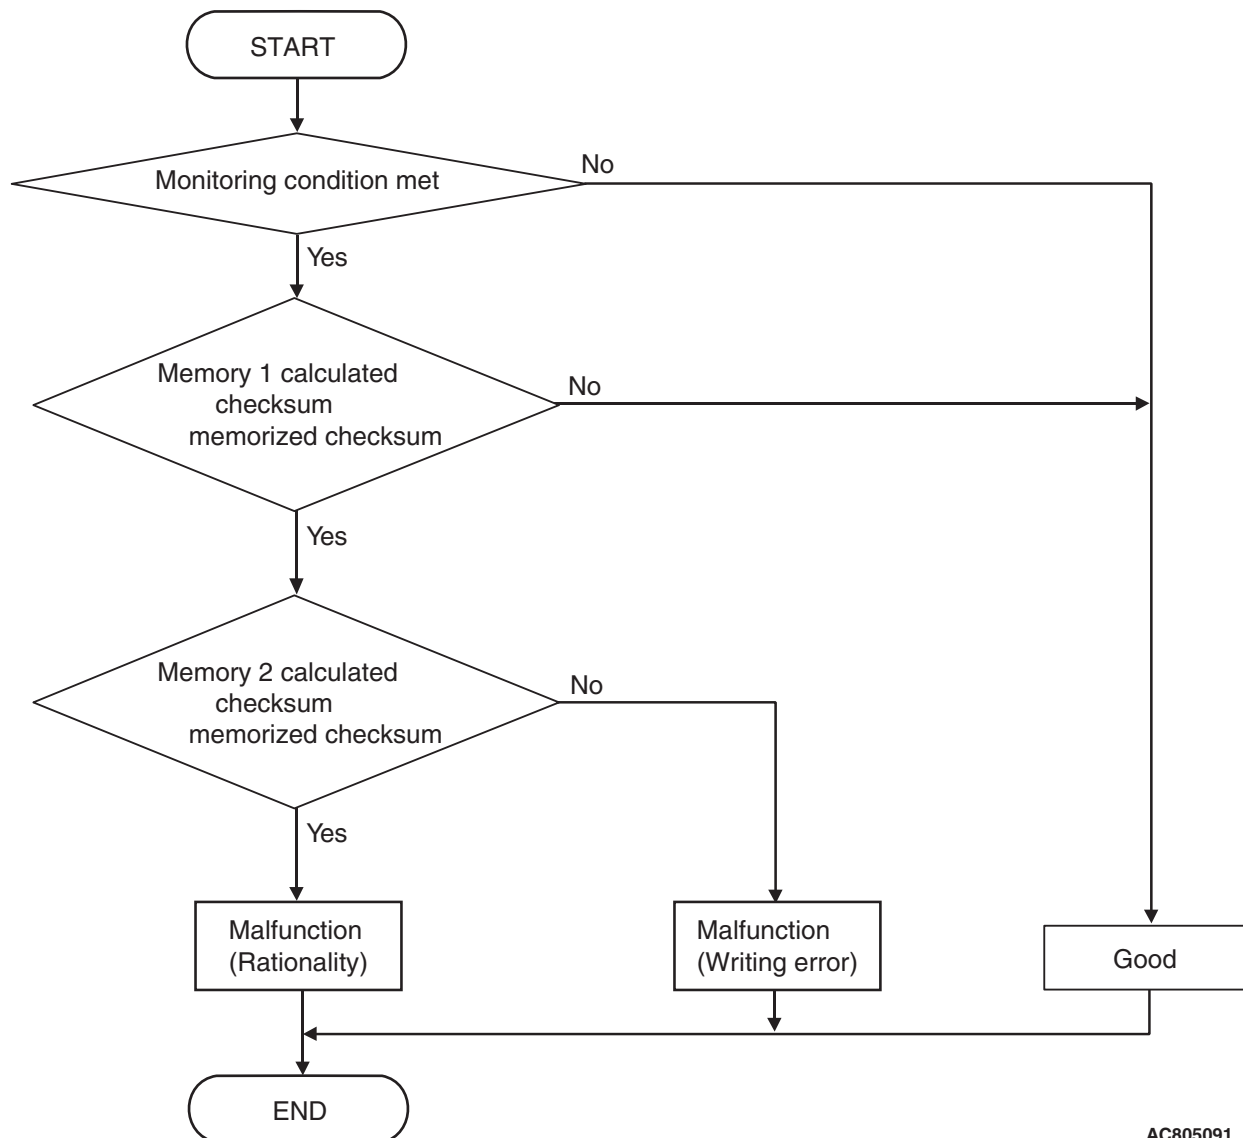 START
Monitoring condition met
No
Yes
Memory 1 calculated
checksum
memorized checksum
No
Yes
Memory 2 calculated
checksum
memorized checksum
No
Yes
Malfunction
(Rationality)
Malfunction
(Writing error)
Good
END
AC805091